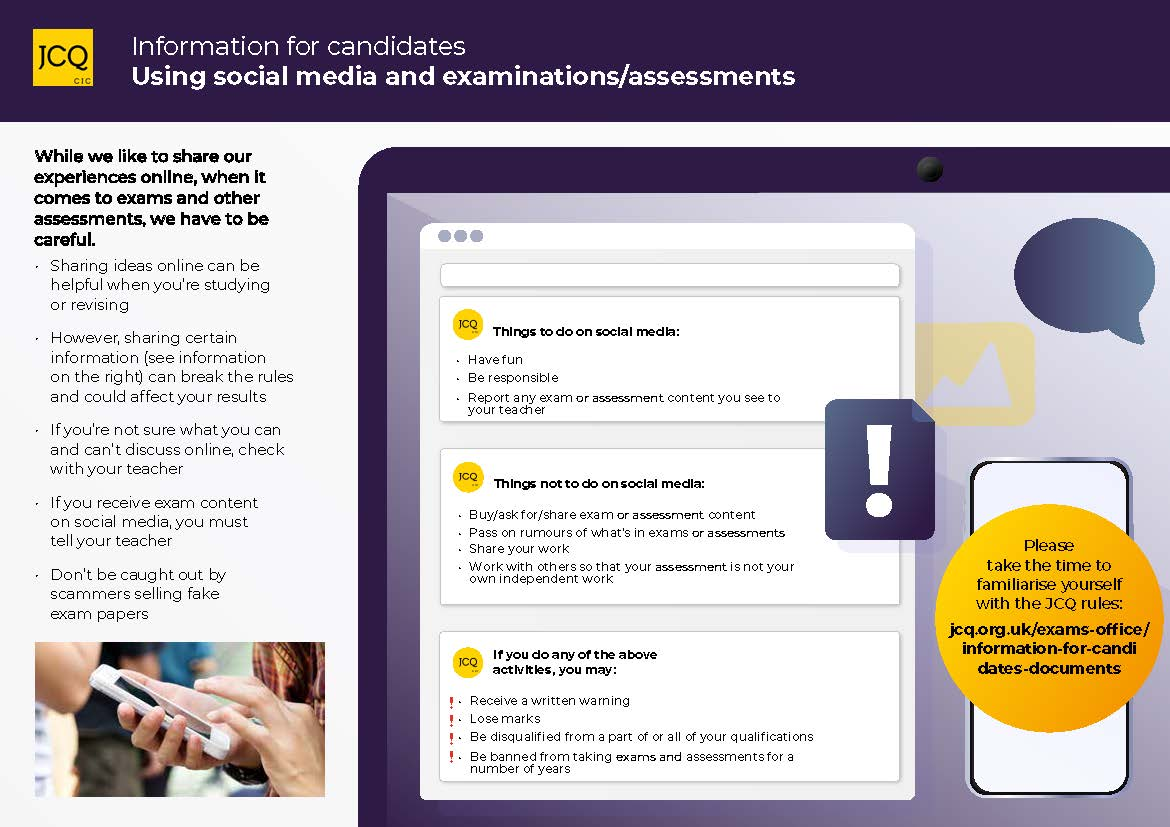 JCQ
CIC
Information for candidates
Using social media and examinations/assessments
While we like to share our
experiences online, when it
comes to exams and other
assessments, we have to be
careful.
· Sharing ideas online can be
helpful when you're studying
or revising
· However, sharing certain
information (see information
on the right) can break the rules
and could affect your results
· If you're not sure what you can
and can't discuss online, check
with your teacher
· If you receive exam content
on social media, you must
tell your teacher
· Don't be caught out by
scammers selling fake
exam papers
JCQ
Things to do on social media:
· Have fun
· Be responsible
· Report any exam or assessment content you see to
your teacher
JCQ
Things not to do on social media:
· Buy/ask for/share exam or assessment content
· Pass on rumours of what's in exams or assessments
· Share your work
· Work with others so that your assessment is not your
own independent work
JCQ
If you do any of the above
activities, you may:
! · Receive a written warning
! · Lose marks
! · Be disqualified from a part of or all of your qualifications
! · Be banned from taking exams and assessments for a
number of years
!
Please
take the time to
familiarise yourself
with the JCQ rules:
jcq.org.uk/exams-office/
information-for-candi
dates-documents